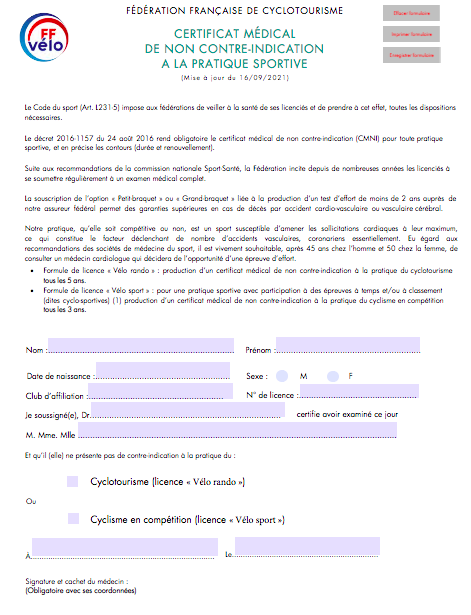 FF
vélo
FÉDÉRATION FRANÇAISE DE CYCLOTOURISME
CERTIFICAT MÉDICAL
DE NON CONTRE-INDICATION
A LA PRATIQUE SPORTIVE
(Mise à jour du 16/09/2021)
Effacer formulaire
Imprimer formulaire
Enregistrer formulaire
Le Code du sport (Art. L231-5) impose aux fédérations de veiller à la santé de ses licenciés et de prendre à cet effet, toutes les dispositions
nécessaires.
Le décret 2016-1157 du 24 août 2016 rend obligatoire le certificat médical de non contre-indication (CMNI) pour toute pratique
sportive, et en précise les contours (durée et renouvellement).
Suite aux recommandations de la commission nationale Sport-Santé, la Fédération incite depuis de nombreuses années les licenciés à
se soumettre régulièrement à un examen médical complet.
La souscription de l'option « Petit-braquet » ou « Grand-braquet » liée à la production d'un test d'effort de moins de 2 ans auprès de
notre assureur fédéral permet des garanties supérieures en cas de décès par accident cardio-vasculaire ou vasculaire-cérébral.
Notre pratique, qu'elle soit compétitive ou non, est un sport susceptible d'amener les sollicitations cardiaques à leur maximum,
ce qui constitue le facteur déclenchant de nombre d'accidents vasculaires, coronariens essentiellement. Eu égard aux
recommandations des sociétés de médecine du sport, il est vivement souhaitable, après 45 ans chez l'homme et 50 chez la femme, de
consulter un médecin cardiologue qui décidera de l'opportunité d'une épreuve d'effort.
• Formule de licence « Vélo rando » : production d'un certificat médical de non contre-indication à la pratique du cyclotourisme
tous les 5 ans.
• Formule de licence « Vélo sport » : pour une pratique sportive avec participation à des épreuves à temps et/ou à classement
(dites cyclo-sportives) (1) production d'un certificat médical de non contre-indication à la pratique du cyclisme en compétition
tous les 3 ans.
Nom : Prénom :
Date de naissance : Sexe : M F
Club d'affiliation : N° de licence :
Je soussigné(e), Dr certifie avoir examiné ce jour
M. Mme. Mlle
Et qu'il (elle) ne présente pas de contre-indication à la pratique du :
Cyclotourisme (licence « Vélo rando »)
Ou
Cyclisme en compétition (licence « Vélo sport »)
À Le
Signature et cachet du médecin :
(Obligatoire avec ses coordonnées)